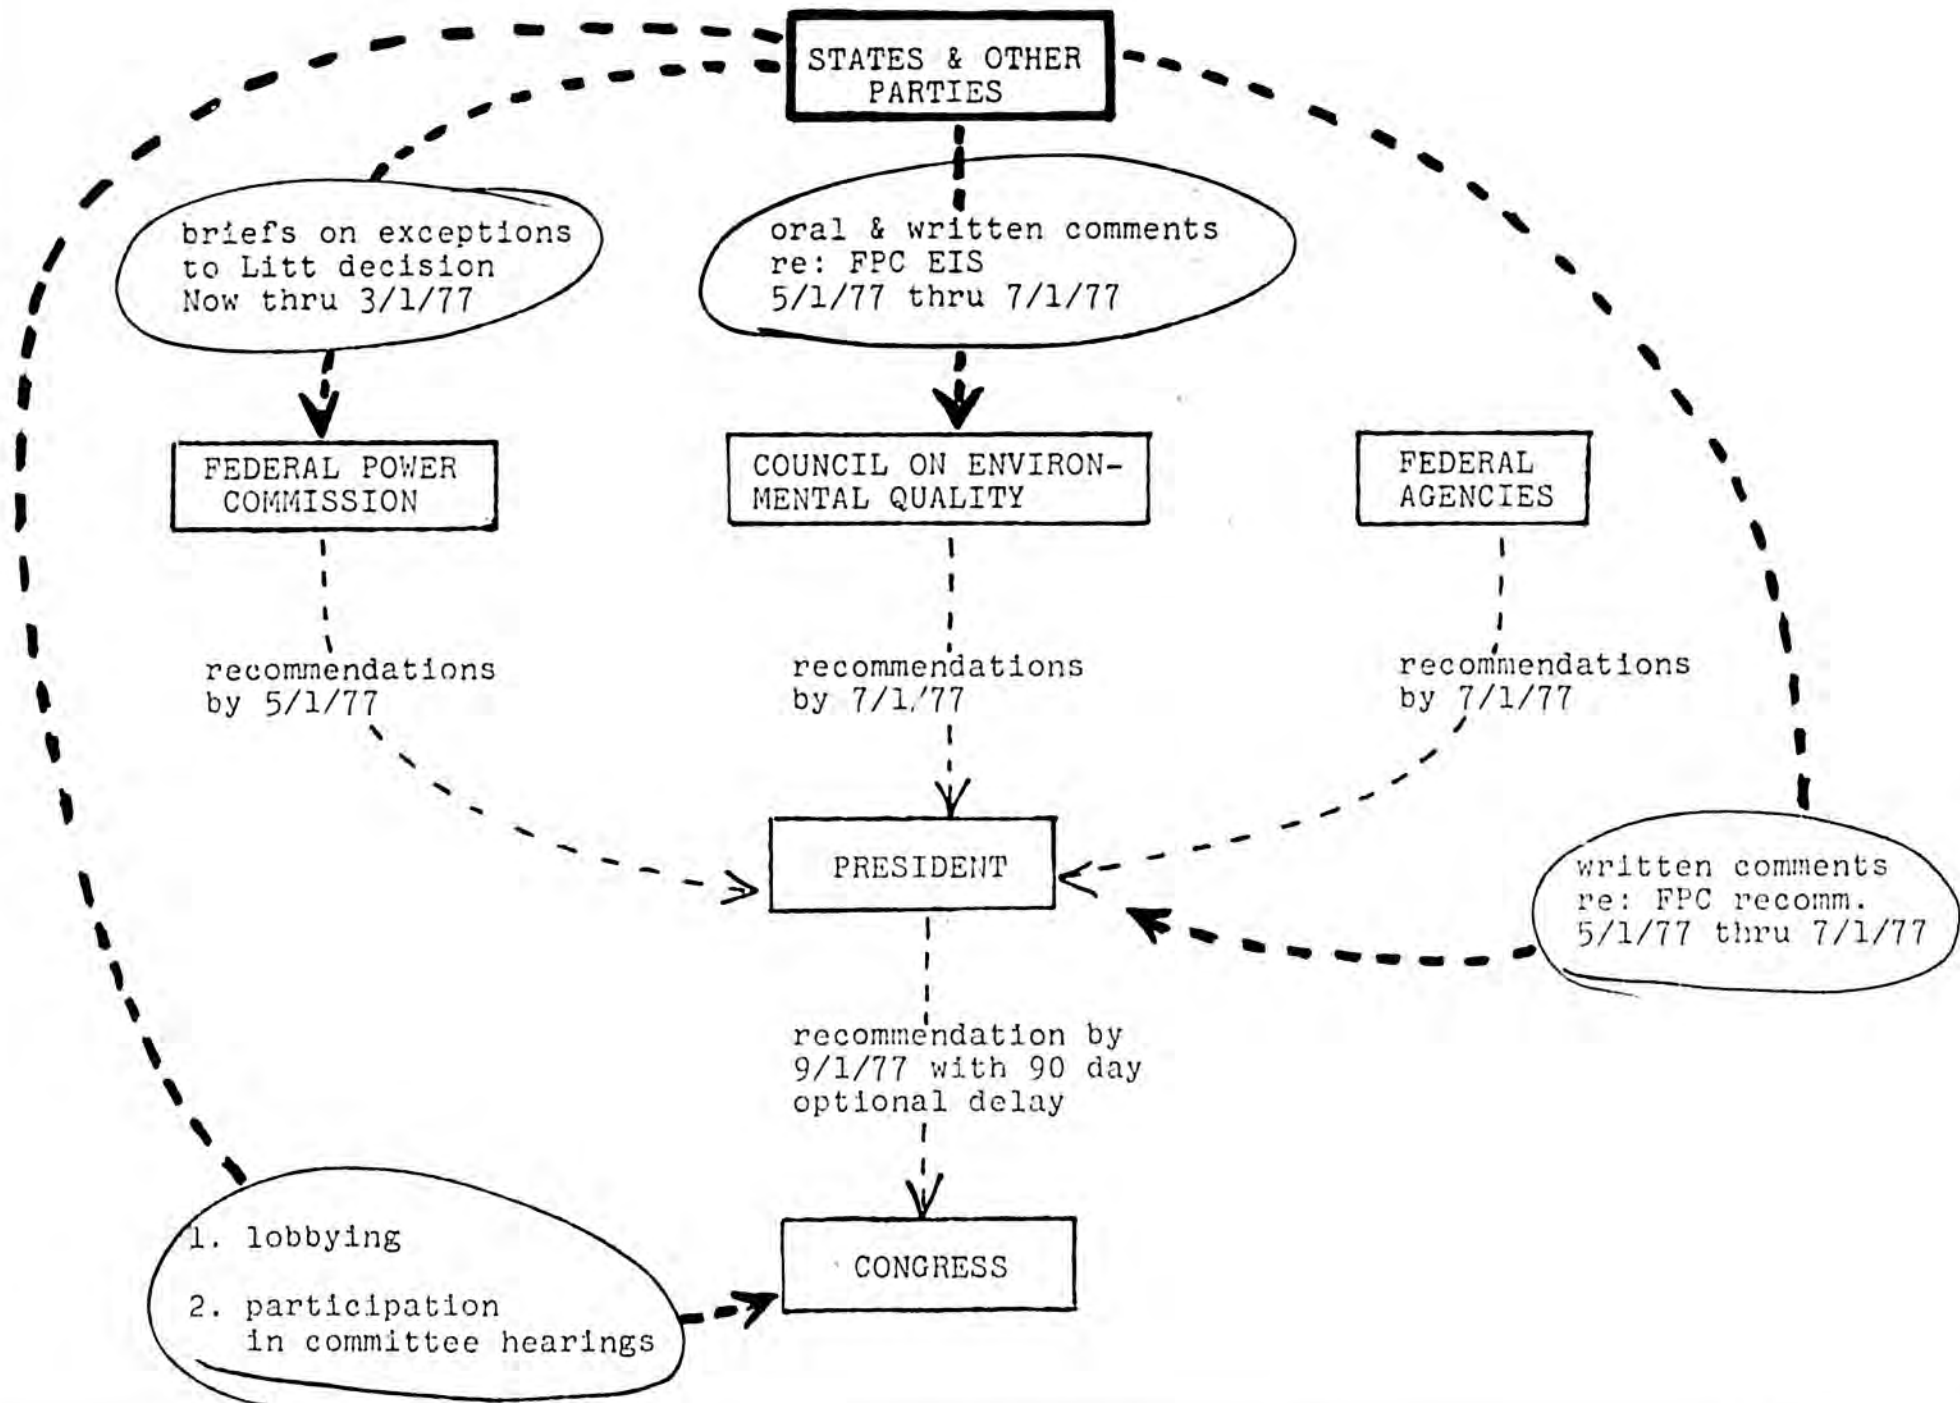 STATES & OTHER
PARTIES
briefs on exceptions
to Litt decision
Now thru 3/1/77
oral & written comments
re: FPC EIS
5/1/77 thru 7/1/77
FEDERAL POWER
COMMISSION
COUNCIL ON ENVIRON-
MENTAL QUALITY
FEDERAL
AGENCIES
recommendations
by 5/1/77
recommendations
by 7/1/77
recommendations
by 7/1/77
PRESIDENT
written comments
re: FPC recomm.
5/1/77 thru 7/1/77
recommendation by
9/1/77 with 90 day
optional delay
1. lobbying
2. participation
in committee hearings
CONGRESS